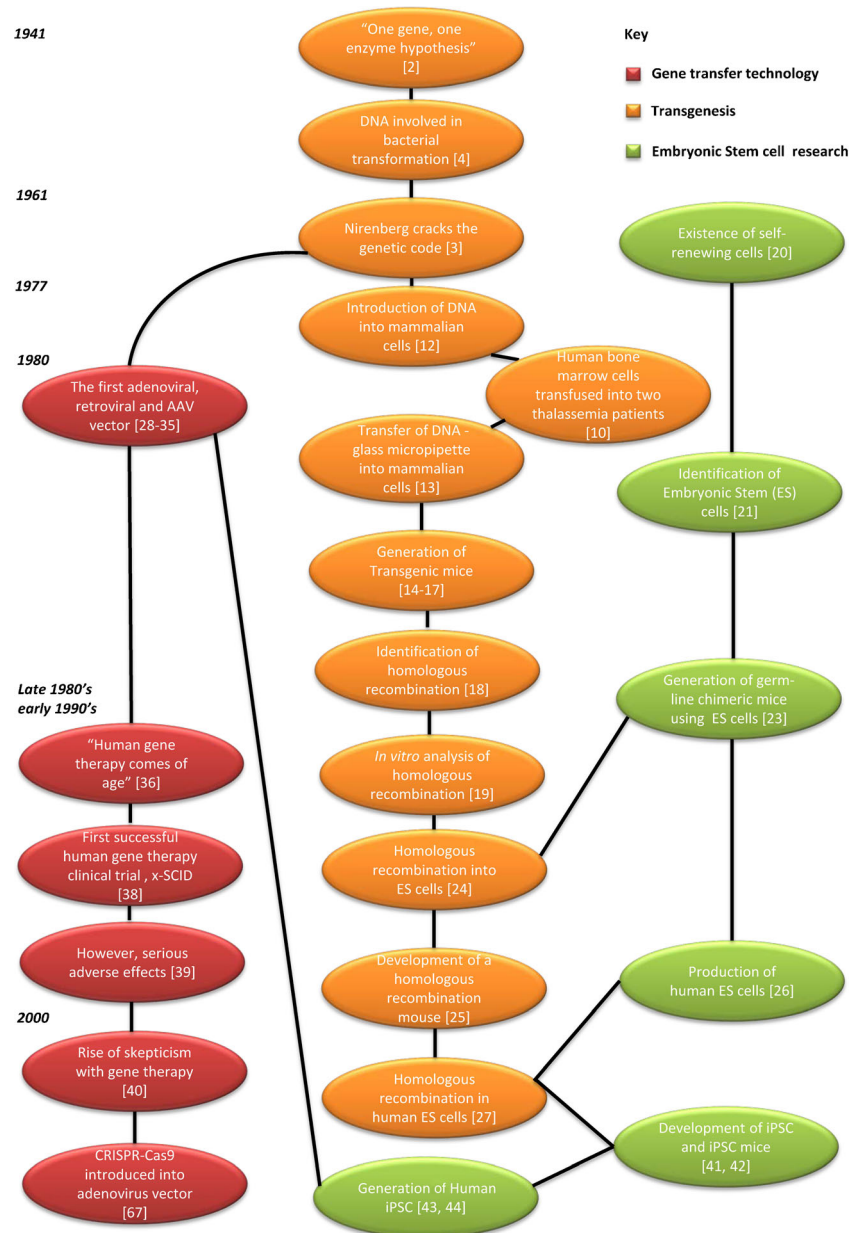 1941
"One gene, one
enzyme hypothesis"
[2]
Key
Gene transfer technology
Transgenesis
Embryonic Stem cell research
DNA involved in
bacterial
transformation [4]
1961
Nirenberg cracks the
genetic code [3]
Existence of self-
renewing cells [20]
1977
Introduction of DNA
into mammalian
cells [12]
1980
Human bone
marrow cells
transfused into two
thalassemia patients
[10]
The first adenoviral,
retroviral and AAV
vector [28-35]
Transfer of DNA -
glass micropipette
into mammalian
cells [13]
Identification of
Embryonic Stem (ES)
cells [21]
Generation of
Transgenic mice
[14-17]
Identification of
homologous
recombination [18]
Late 1980's
early 1990's
Generation of germ-
line chimeric mice
using ES cells [23]
"Human gene
therapy comes of
age" [36]
In vitro analysis of
homologous
recombination [19]
First successful
human gene therapy
clinical trial , x-SCID
[38]
Homologous
recombination into
ES cells [24]
However, serious
adverse effects [39]
Development of a
homologous
recombination
mouse [25]
Production of
human ES cells [26]
2000
Rise of skepticism
with gene therapy
[40]
Homologous
recombination in
human ES cells [27]
Development of iPSC
and iPSC mice
[41, 42]
CRISPR-Cas9
introduced into
adenovirus vector
[67]
Generation of Human
iPSC [43, 44]